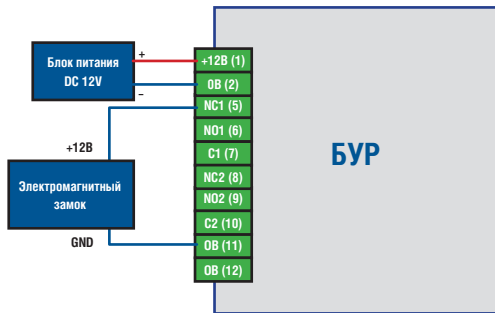 Блок питания
DC 12V
+
–
+12В
Электромагнитный
замок
GND
+12В (1)
0В (2)
NC1 (5)
NO1 (6)
C1 (7)
NC2 (8)
NO2 (9)
C2 (10)
0В (11)
0В (12)
БУР